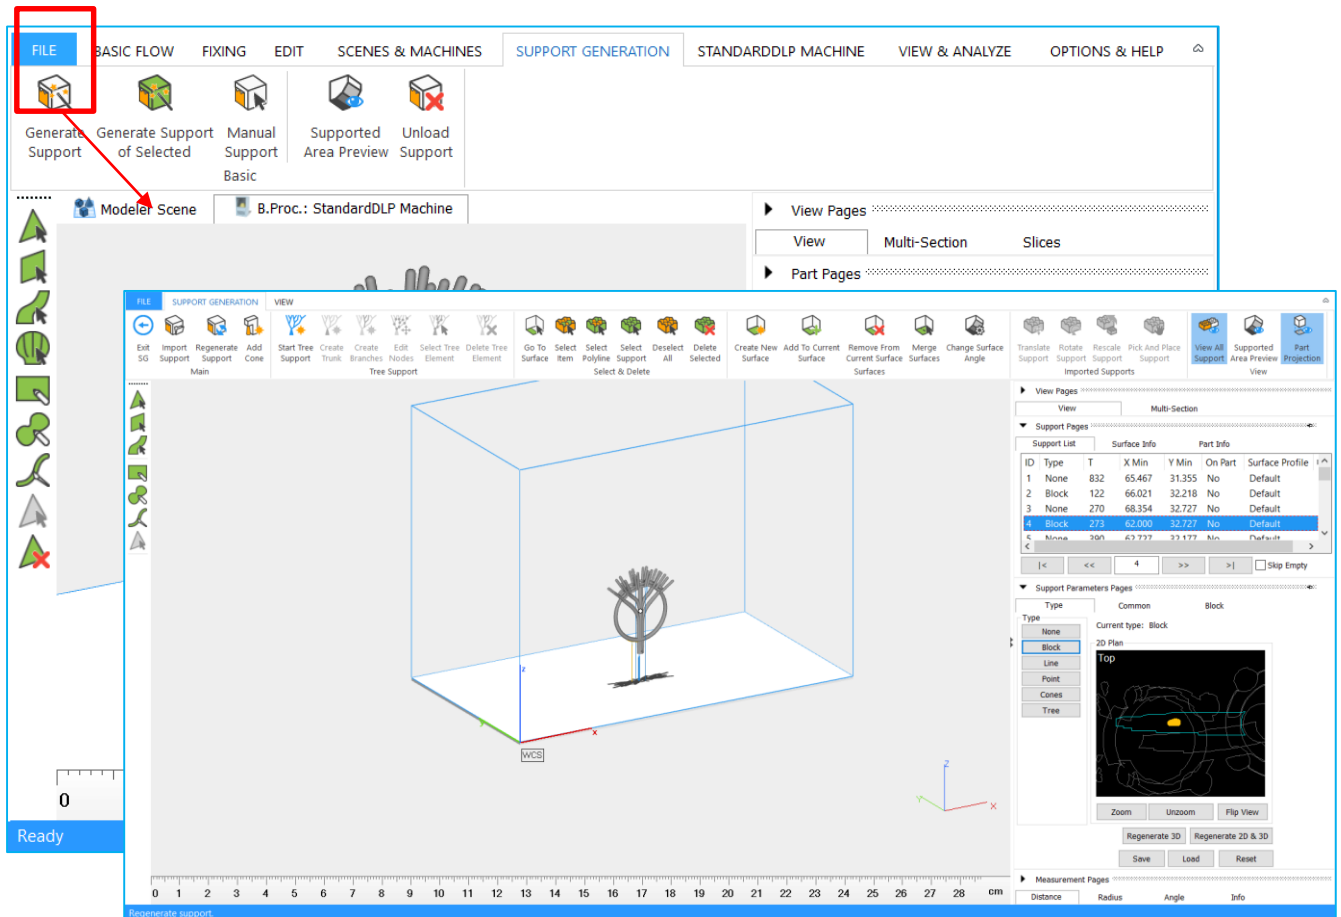 FILE BASIC FLOW FIXING EDIT SCENES & MACHINES SUPPORT GENERATION STANDARDDLP MACHINE VIEW & ANALYZE OPTIONS & HELP
Generate Support
Generate Support of Selected
Manual Support
Supported Area Preview
Unload Support
Basic
Modeler Scene B.Proc.: StandardDLP Machine
View Pages
View Multi-Section Slices
Part Pages
0
Ready
FILE SUPPORT GENERATION VIEW
Exit SG
Import Support
Regenerate Support
Add Cone
Start Tree Support
Create Trunk
Create Branches
Edit Nodes
Select Tree Element
Delete Tree Element
Go To Surface
Select Item
Select Polyline
Select Support
Deselect All
Delete Selected
Create New Surface
Add To Current Surface
Remove From Current Surface
Merge Surfaces
Change Surface Angle
Translate Support
Rotate Support
Rescale Support
Pick And Place Support
View All Support
Supported Area Preview
Part Projection
Main Tree Support Select & Delete Surfaces Imported Supports View
View Pages
View Multi-Section
Support Pages
Support List Surface Info Part Info
ID Type T X Min Y Min On Part Surface Profile
1 None 832 65.467 31.355 No Default
2 Block 122 66.021 32.218 No Default
3 None 270 68.354 32.727 No Default
4 Block 273 62.000 32.727 No Default
5 None 390 62.727 32.177 No Default
|< << 4 >> >| Skip Empty
Support Parameters Pages
Type Common Block
Type
None
Block
Line
Point
Cones
Tree
Current type: Block
2D Plan
Top
Zoom Unzoom Flip View
Regenerate 3D Regenerate 2D & 3D
Save Load Reset
Measurement Pages
Distance Radius Angle Info
z
Y
x
WCS
Z
Y
X
0 1 2 3 4 5 6 7 8 9 10 11 12 13 14 15 16 17 18 19 20 21 22 23 24 25 26 27 28 cm
Regenerate support.